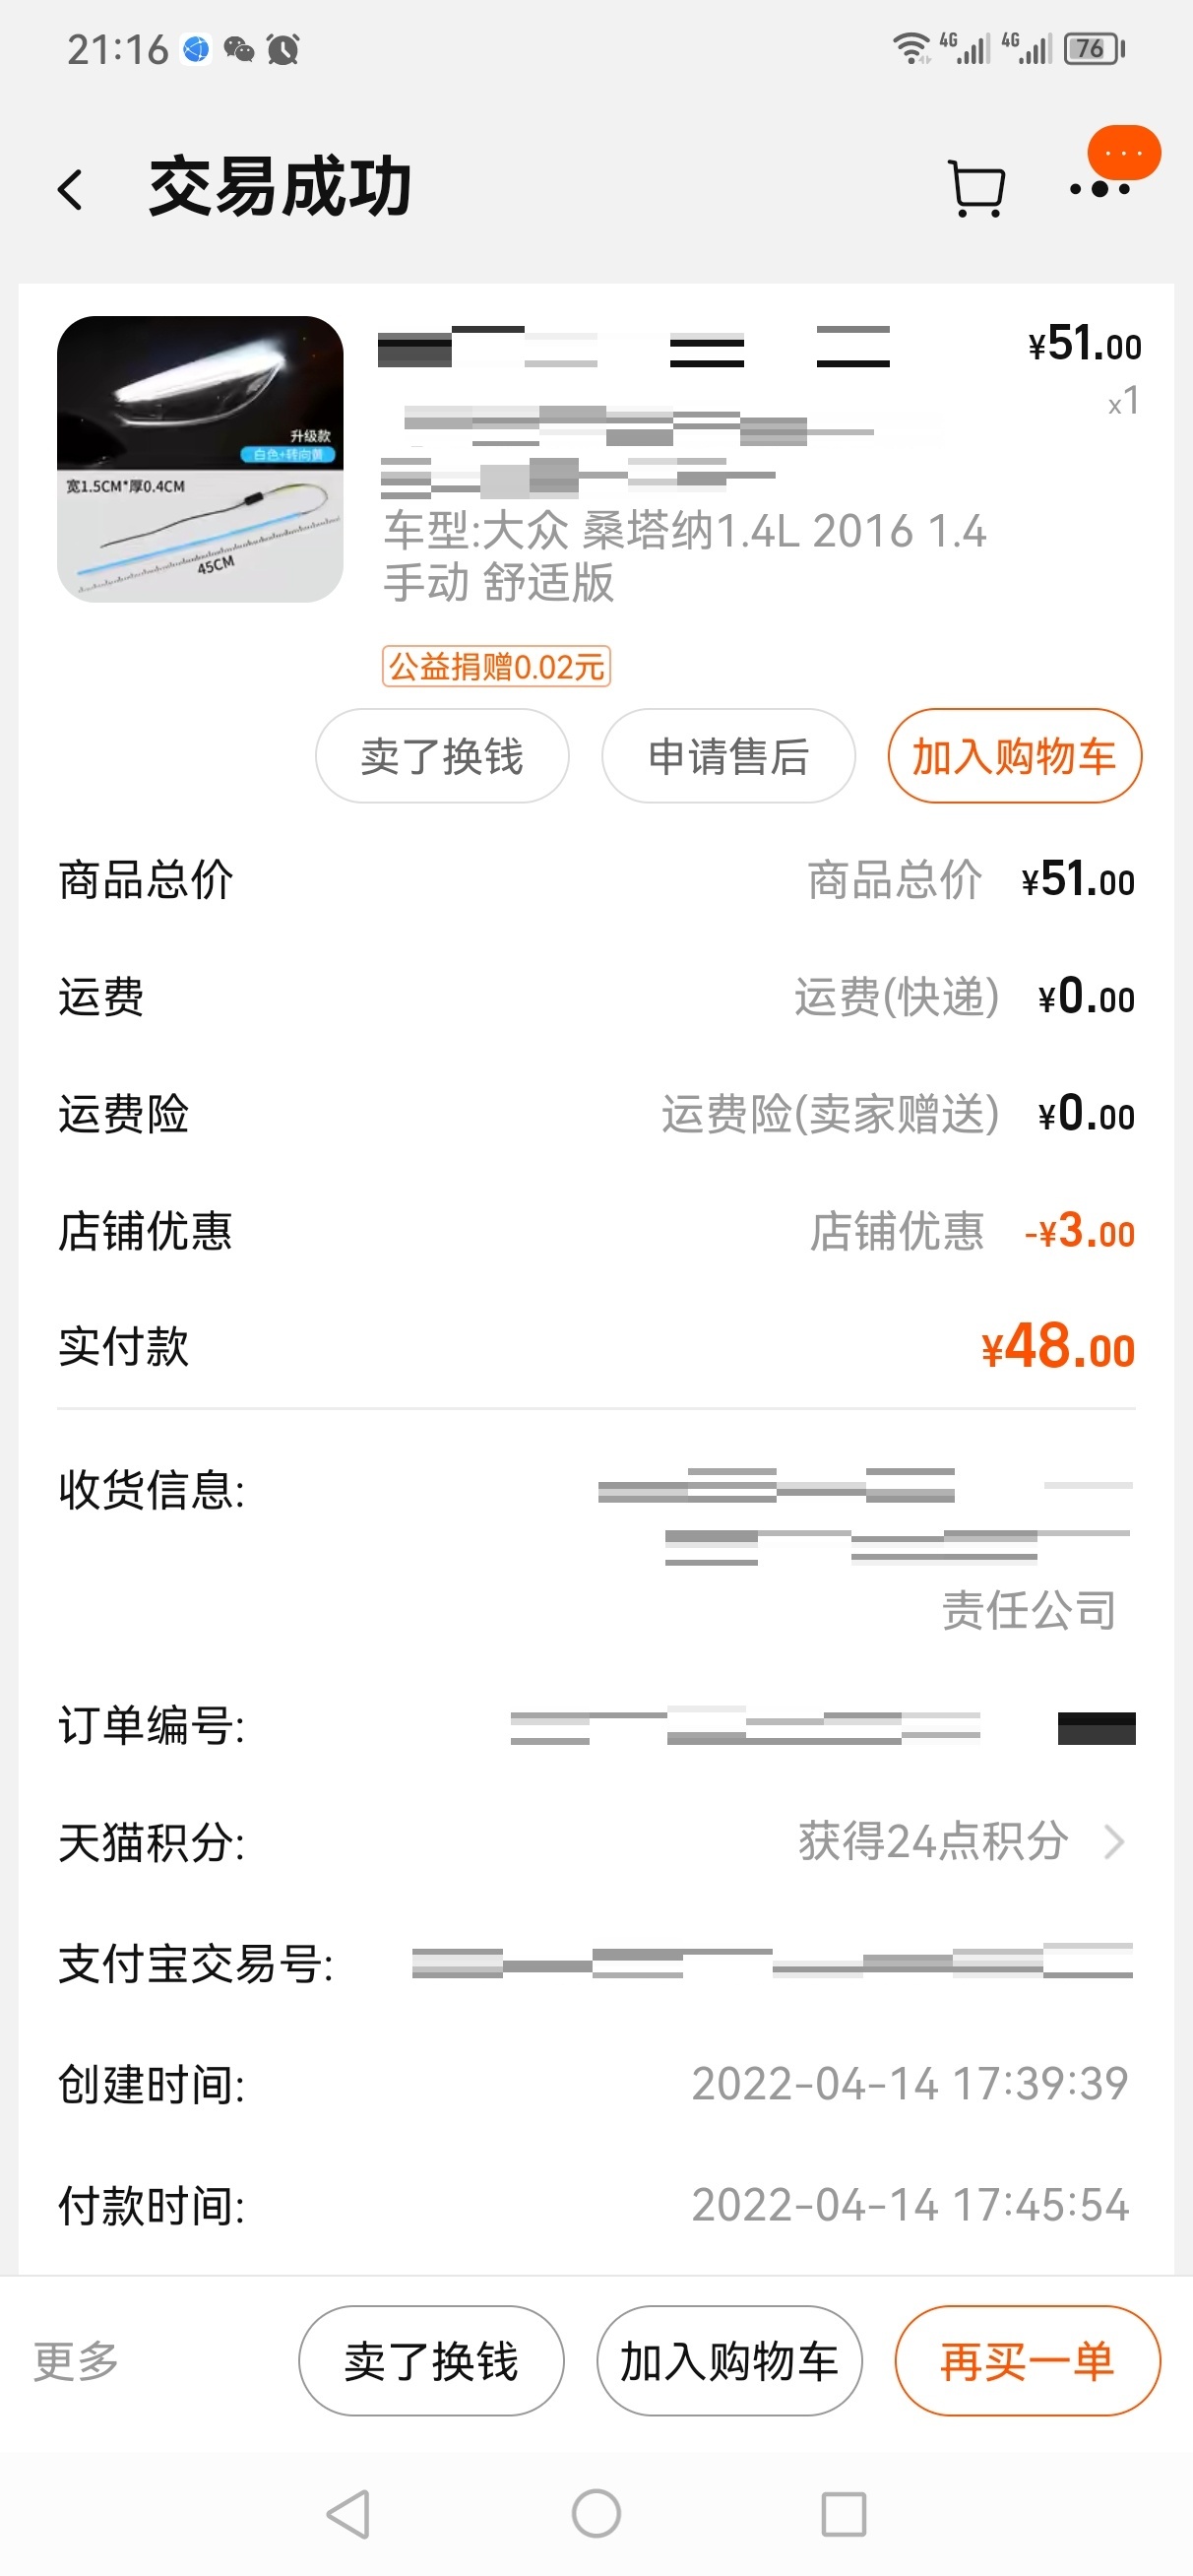 21:16
4G 4G 76
交易成功
¥51.00
x1
升级款
白色+转向黄
宽1.5CM*厚0.4CM
45CM
车型:大众 桑塔纳1.4L 2016 1.4
手动 舒适版
公益捐赠0.02元
卖了换钱 申请售后 加入购物车
商品总价 商品总价 ¥51.00
运费 运费(快递) ¥0.00
运费险 运费险(卖家赠送) ¥0.00
店铺优惠 店铺优惠 -¥3.00
实付款 ¥48.00
收货信息:
责任公司
订单编号:
天猫积分: 获得24点积分
支付宝交易号:
创建时间: 2022-04-14 17:39:39
付款时间: 2022-04-14 17:45:54
更多 卖了换钱 加入购物车 再买一单